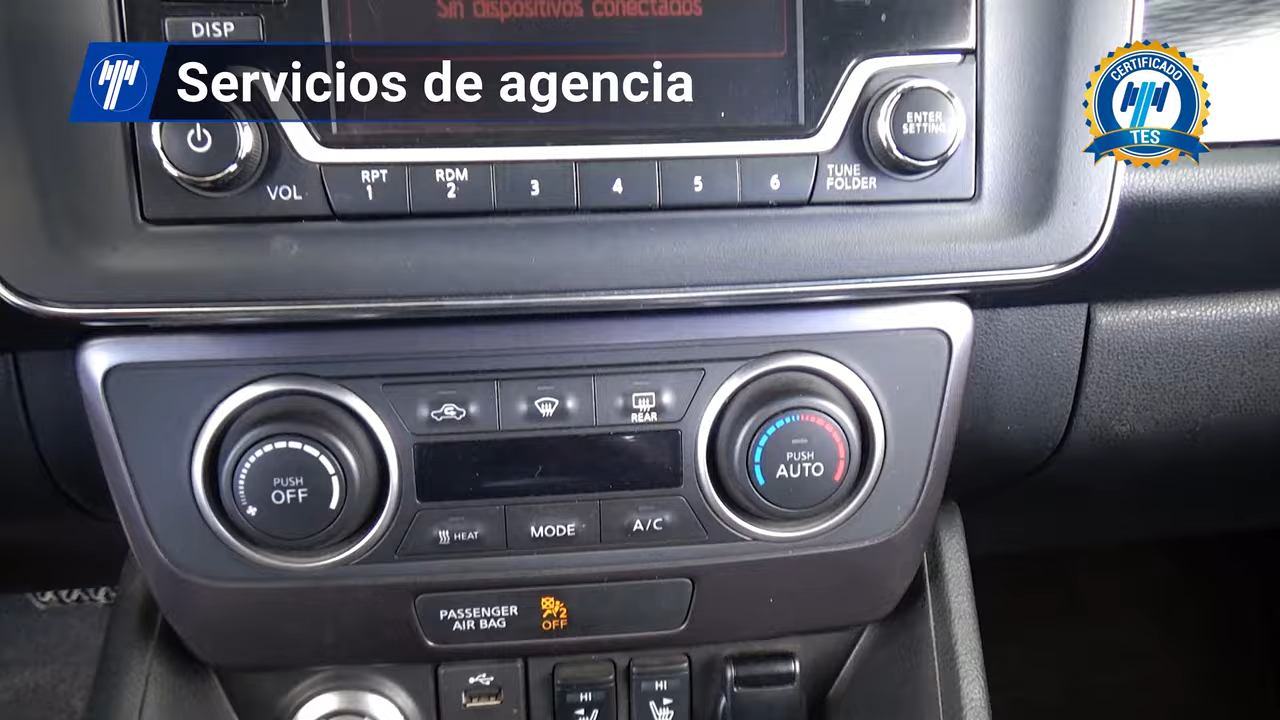 Sin dispositivos conectados
DISP
Servicios de agencia
CERTIFICADO
TES
ENTER
SETTING
VOL
RPT
1
RDM
2
3
4
5
6
TUNE
FOLDER
REAR
PUSH
OFF
PUSH
AUTO
HEAT
MODE
A/C
PASSENGER
AIR BAG
2
OFF
HI
HI